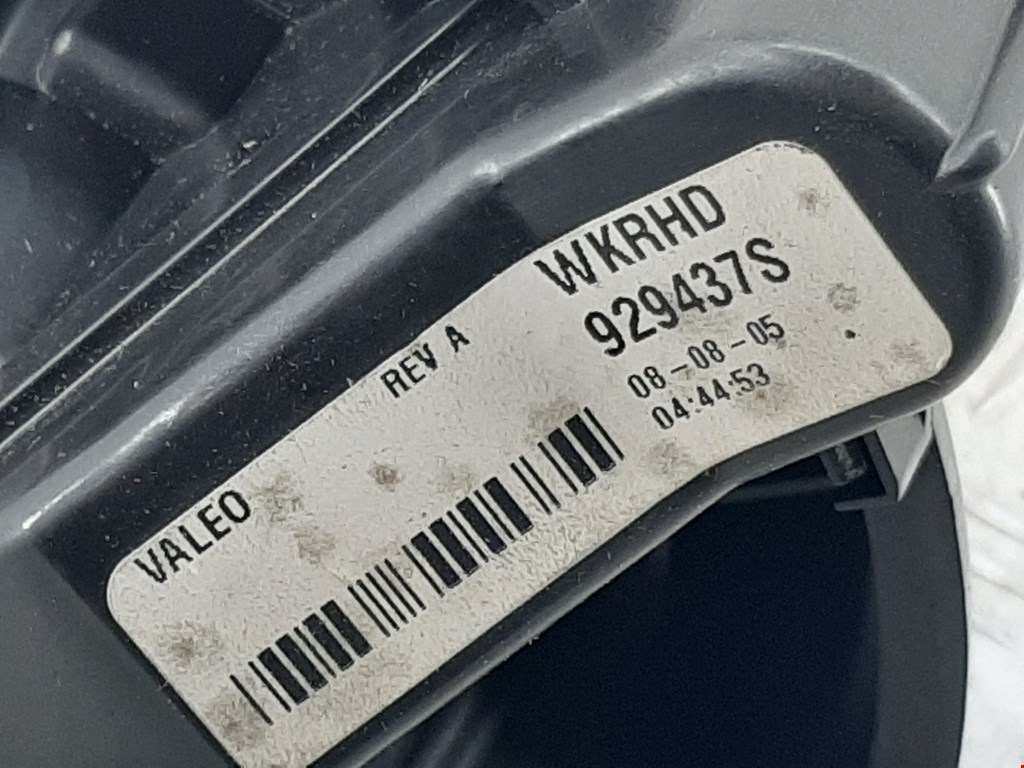 WKRHD
929437S
REV A
08-08-05
04:44:53
VALEO